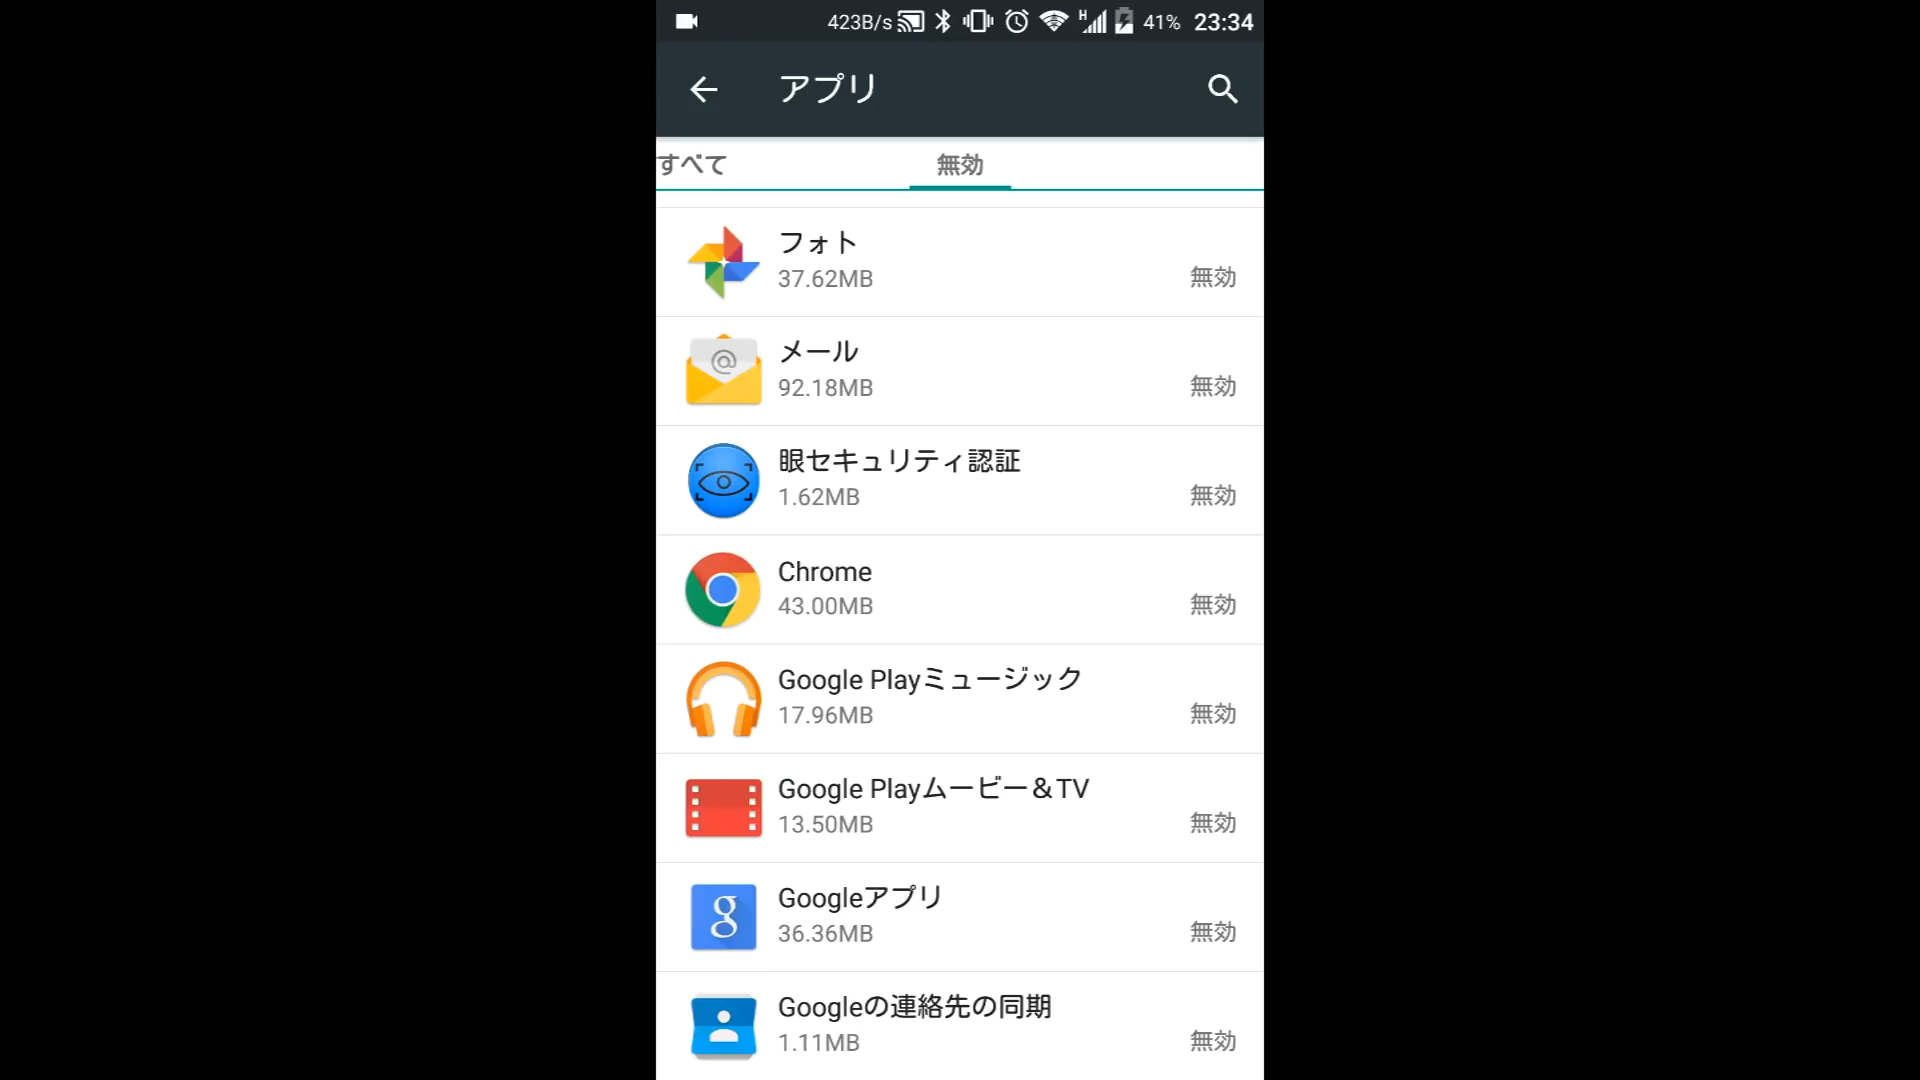 423B/s H 41% 23:34
アプリ
すべて 無効
フォト
37.62MB 無効
メール
@
92.18MB 無効
眼セキュリティ認証
1.62MB 無効
Chrome
43.00MB 無効
Google Playミュージック
17.96MB 無効
Google Playムービー＆TV
13.50MB 無効
Googleアプリ
g
36.36MB 無効
Googleの連絡先の同期
1.11MB 無効